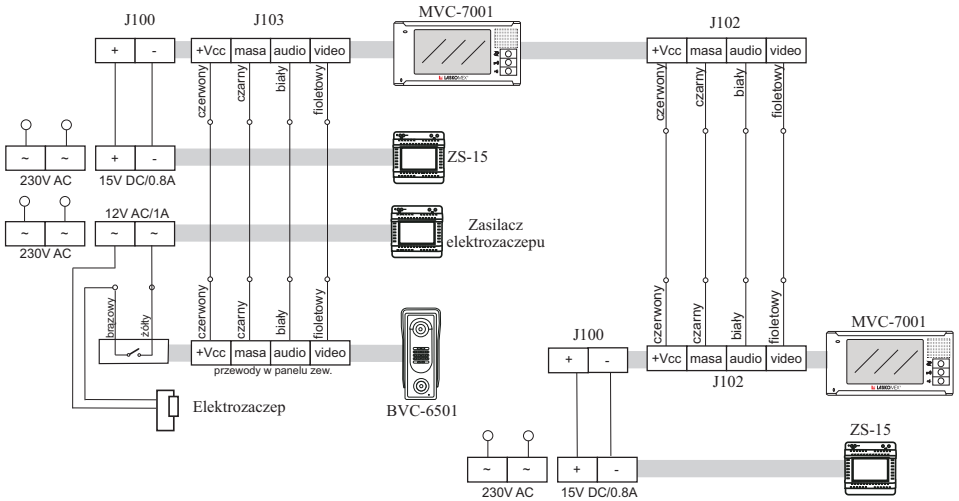 J100
J103
MVC-7001
J102
+
-
+Vcc
masa
audio
video
+Vcc
masa
audio
video
czerwony
czarny
biały
fioletowy
czerwony
czarny
biały
fioletowy
LASKOMEX
~
~
+
-
ZS-15
230V AC
15V DC/0.8A
12V AC/1A
~
~
~
~
Zasilacz
elektrozaczepu
230V AC
brązowy
żółty
czerwony
czarny
biały
fioletowy
czerwony
czarny
biały
fioletowy
J100
MVC-7001
+Vcc
masa
audio
video
+
-
+Vcc
masa
audio
video
przewody w panelu zew.
J102
LASKOMEX
Elektrozaczep
BVC-6501
ZS-15
~
~
+
-
230V AC
15V DC/0.8A